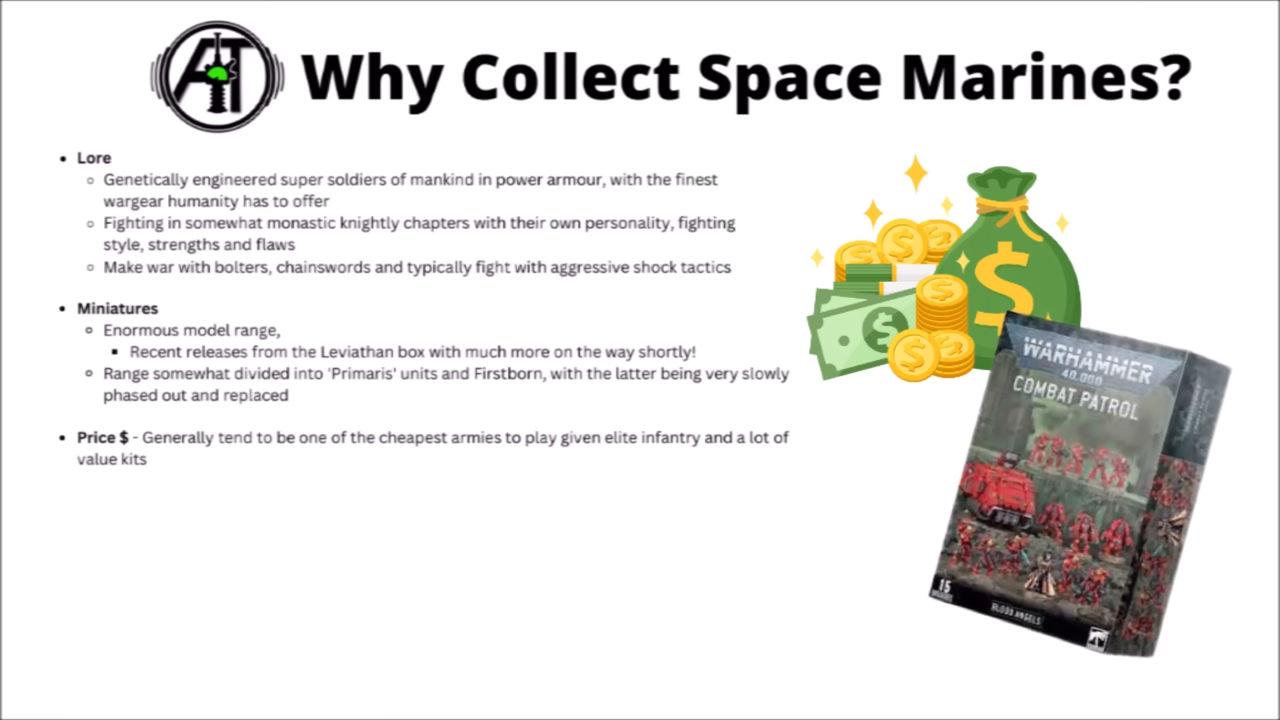 AT
Why Collect Space Marines?
• Lore
○ Genetically engineered super soldiers of mankind in power armour, with the finest
wargear humanity has to offer
○ Fighting in somewhat monastic knightly chapters with their own personality, fighting
style, strengths and flaws
○ Make war with bolters, chainswords and typically fight with aggressive shock tactics
• Miniatures
○ Enormous model range,
▪ Recent releases from the Leviathan box with much more on the way shortly!
○ Range somewhat divided into 'Primaris' units and Firstborn, with the latter being very slowly
phased out and replaced
• Price $ - Generally tend to be one of the cheapest armies to play given elite infantry and a lot of
value kits
$
$
$
$
$
$
$
WARHAMMER
40,000
COMBAT PATROL
15
BLOOD ANGELS